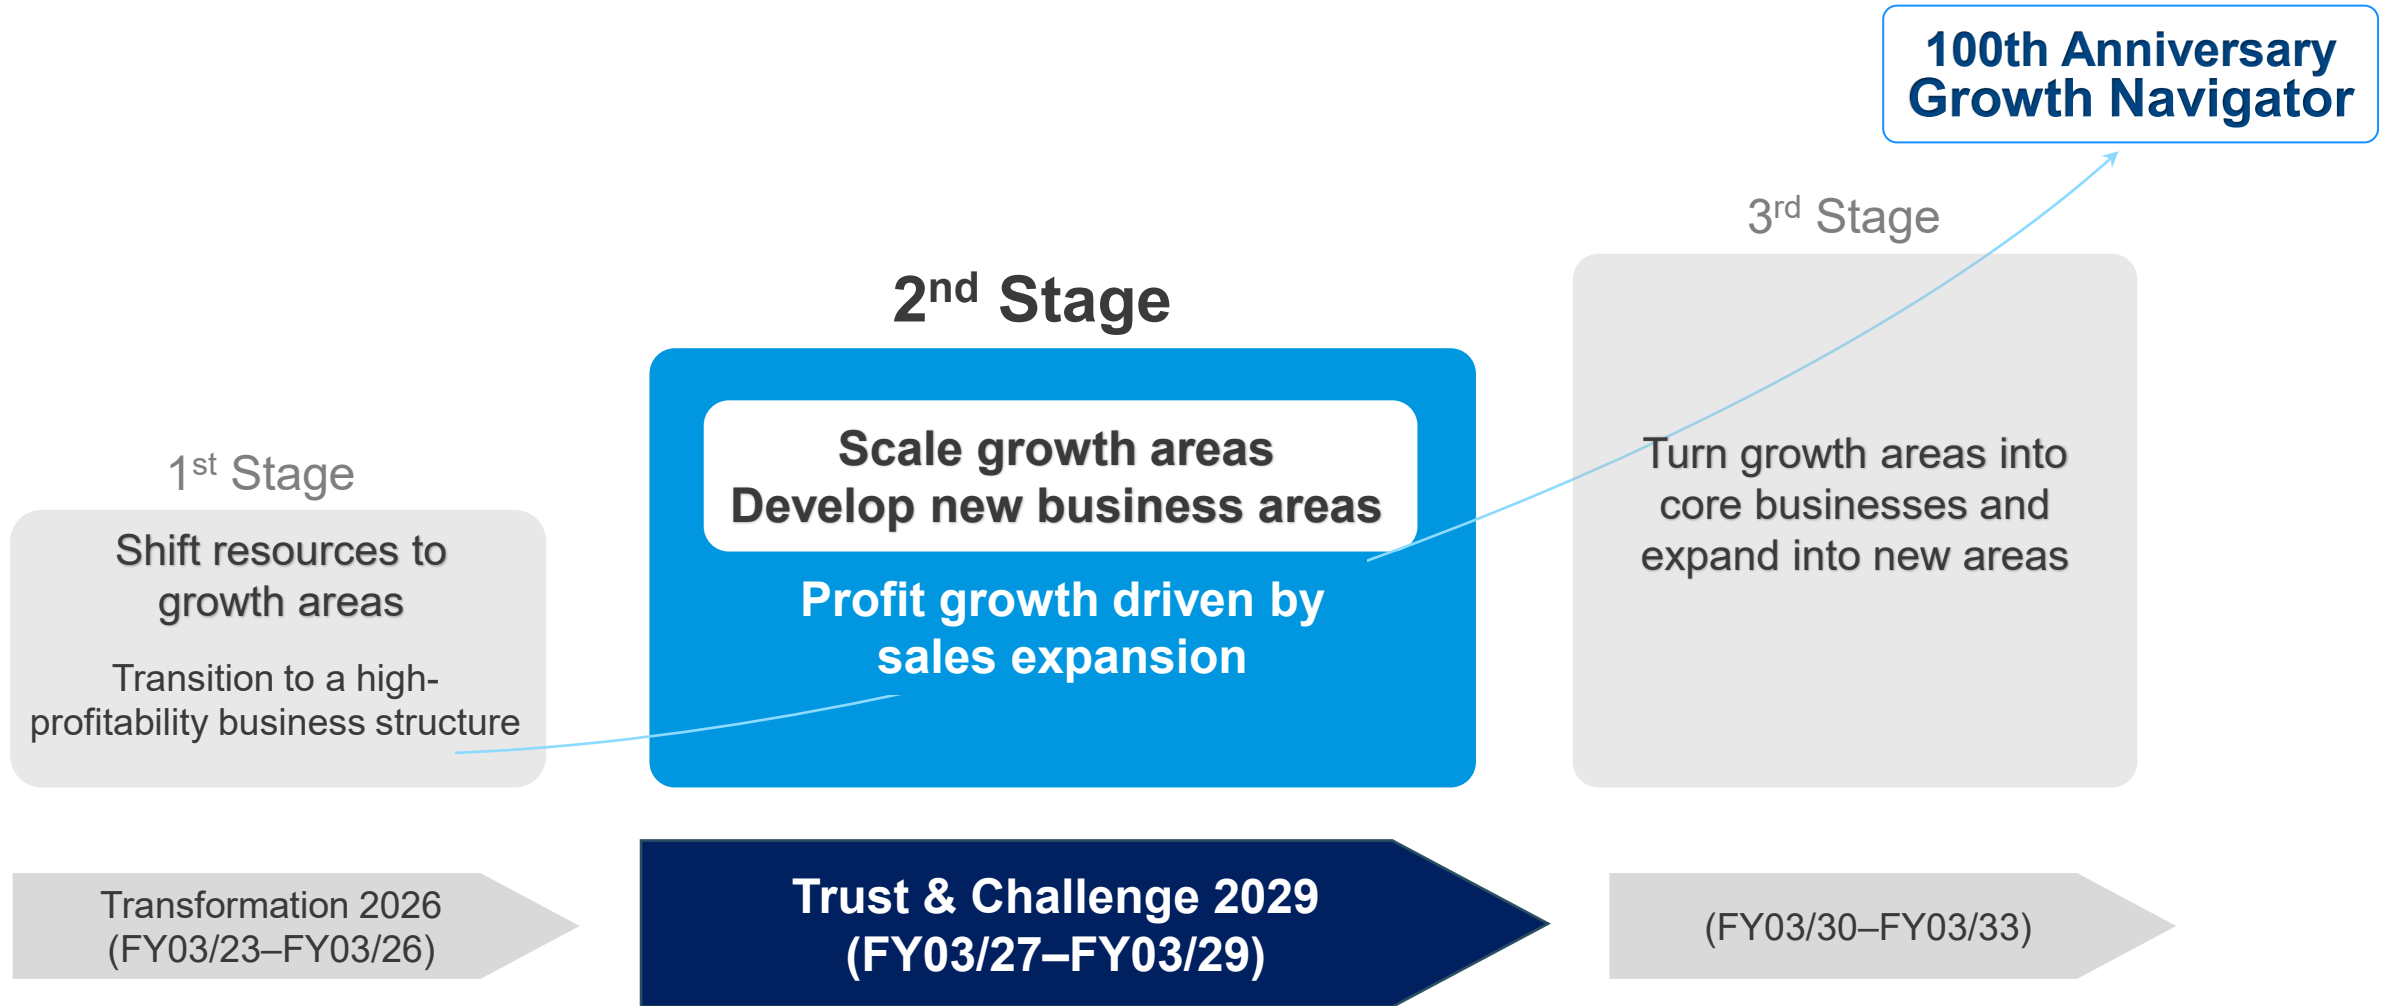 100th Anniversary
Growth Navigator
1st Stage
Shift resources to
growth areas
Transition to a high-
profitability business structure
Transformation 2026
(FY03/23–FY03/26)
2nd Stage
Scale growth areas
Develop new business areas
Profit growth driven by
sales expansion
Trust & Challenge 2029
(FY03/27–FY03/29)
3rd Stage
Turn growth areas into
core businesses and
expand into new areas
(FY03/30–FY03/33)